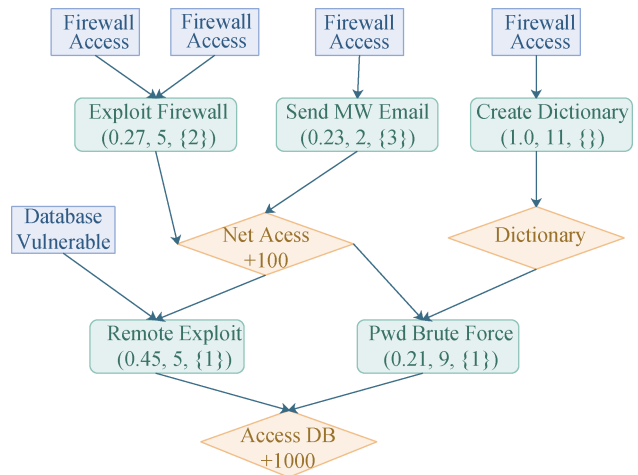 Firewall
Access
Firewall
Access
Firewall
Access
Firewall
Access
Exploit Firewall
(0.27, 5, {2})
Send MW Email
(0.23, 2, {3})
Create Dictionary
(1.0, 11, {})
Database
Vulnerable
Net Acess
+100
Dictionary
Remote Exploit
(0.45, 5, {1})
Pwd Brute Force
(0.21, 9, {1})
Access DB
+1000